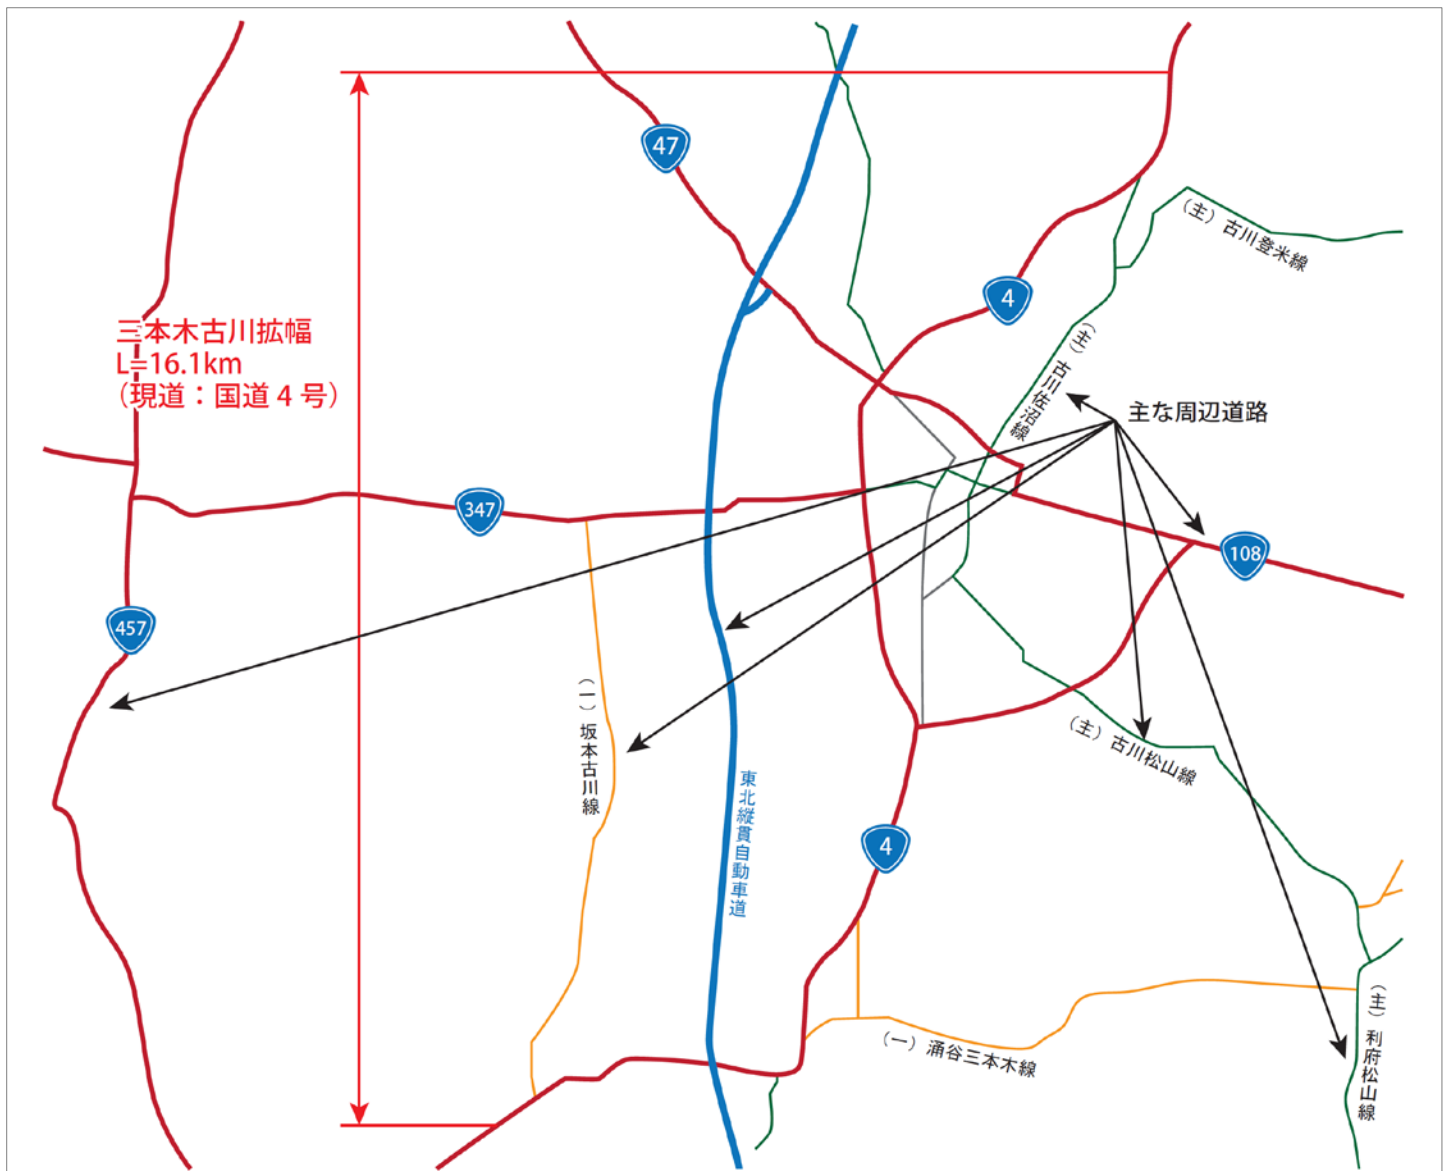 47
（主）古川登米線
4
三本木古川拡幅
L=16.1km
（現道：国道４号）
（主）古川佐沼線
主な周辺道路
347
108
457
（一）坂本古川線
（主）古川松山線
東北縦貫自動車道
4
（一）涌谷三本木線
（主）利府松山線